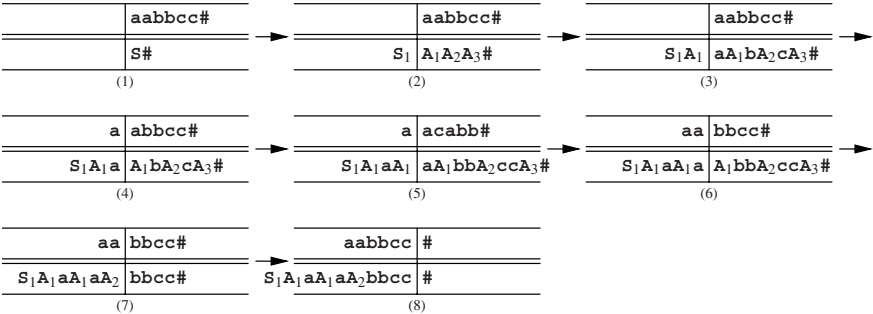 aabbcc# aabbcc# aabbcc#
S# S₁ A₁A₂A₃# S₁A₁ aA₁bA₂cA₃#
(1) (2) (3)
a abbcc# a acabb# aa bbcc#
S₁A₁a A₁bA₂cA₃# S₁A₁aA₁ aA₁bbA₂ccA₃# S₁A₁aA₁a A₁bbA₂ccA₃#
(4) (5) (6)
aa bbcc# aabbcc #
S₁A₁aA₁aA₂ bbcc# S₁A₁aA₁aA₂bbcc #
(7) (8)